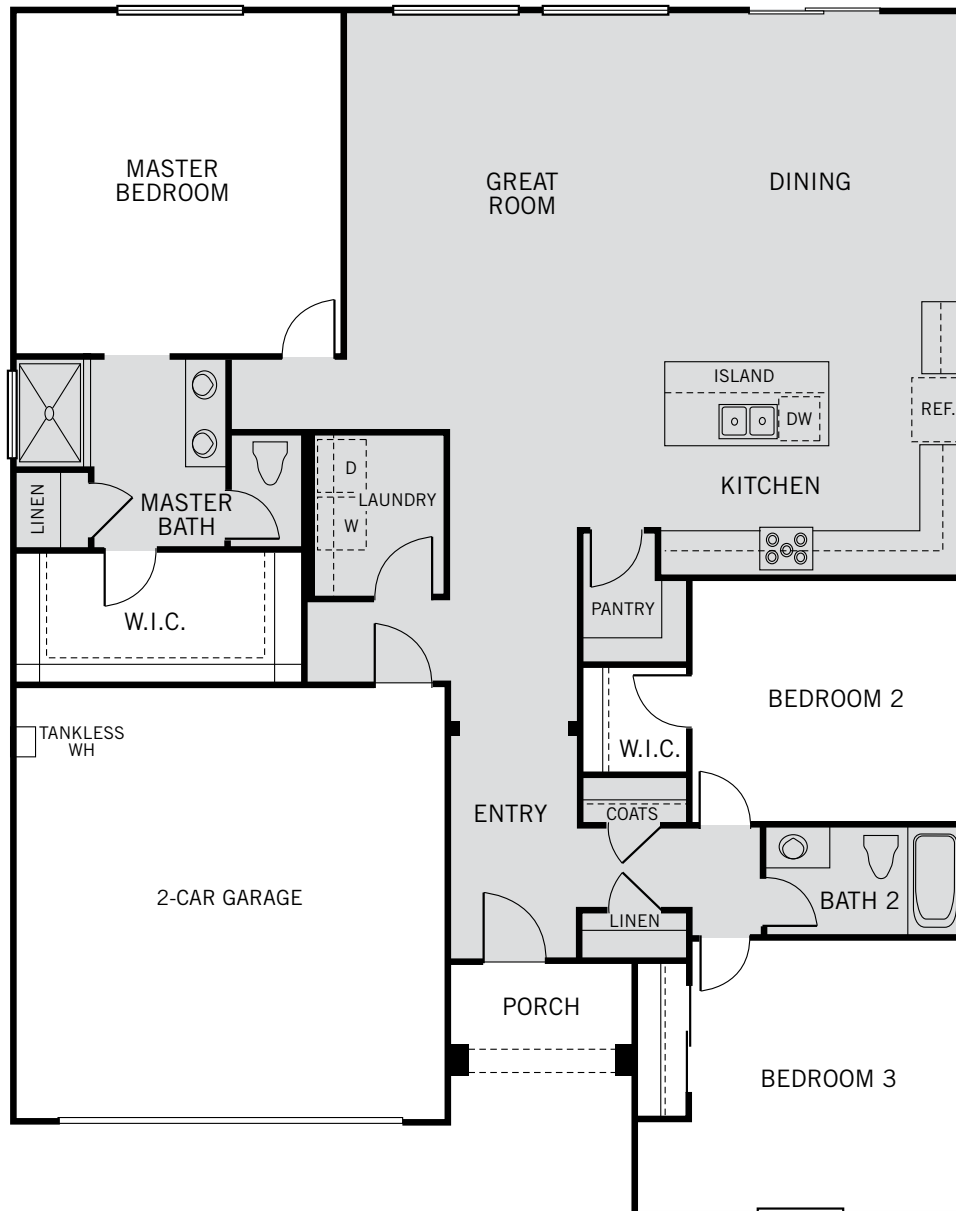 MASTER
BEDROOM
GREAT
ROOM
DINING
ISLAND
DW
REF.
KITCHEN
LINEN
MASTER
BATH
D
W
LAUNDRY
PANTRY
W.I.C.
BEDROOM 2
TANKLESS
WH
W.I.C.
ENTRY
COATS
2-CAR GARAGE
BATH 2
LINEN
PORCH
BEDROOM 3